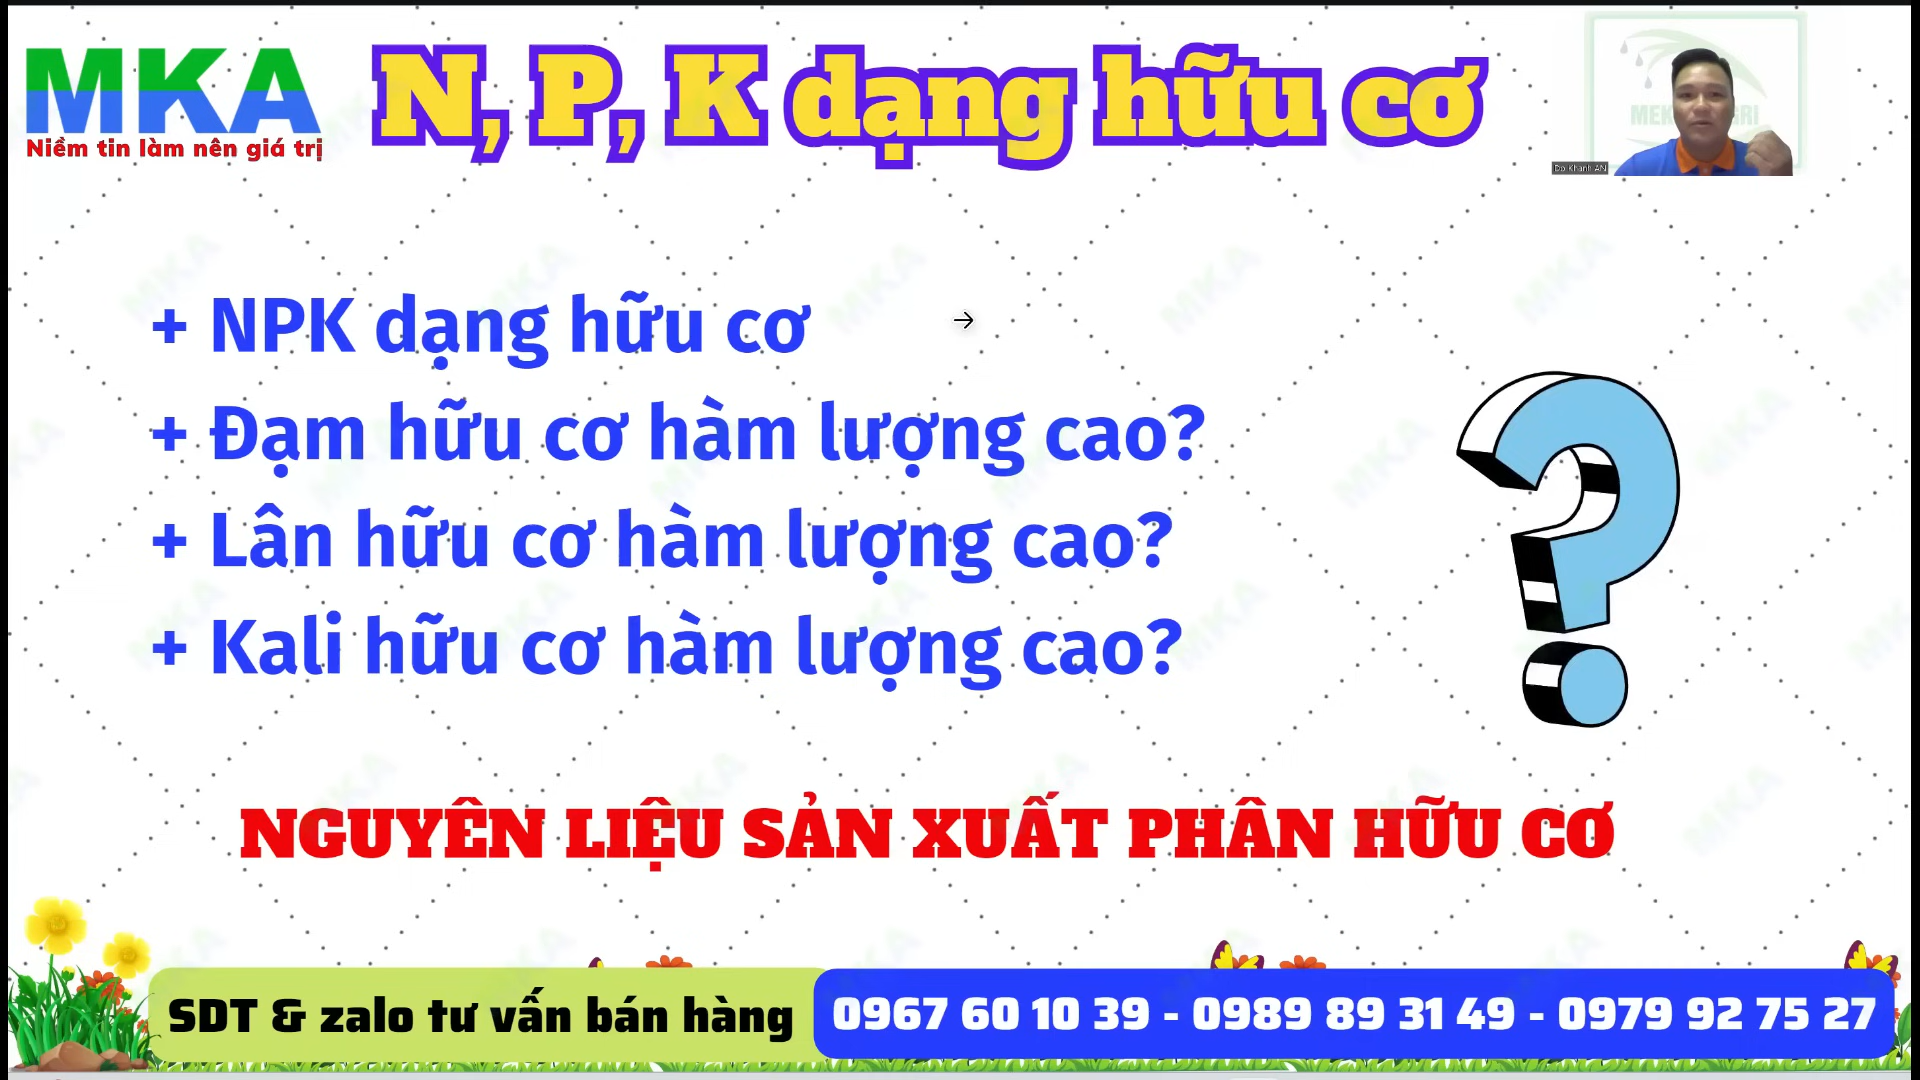 MKA
Niềm tin làm nên giá trị
N, P, K dạng hữu cơ
Do Khanh AN
+ NPK dạng hữu cơ
+ Đạm hữu cơ hàm lượng cao?
+ Lân hữu cơ hàm lượng cao?
+ Kali hữu cơ hàm lượng cao?
NGUYÊN LIỆU SẢN XUẤT PHÂN HỮU CƠ
SDT & zalo tư vấn bán hàng
0967 60 10 39 - 0989 89 31 49 - 0979 92 75 27